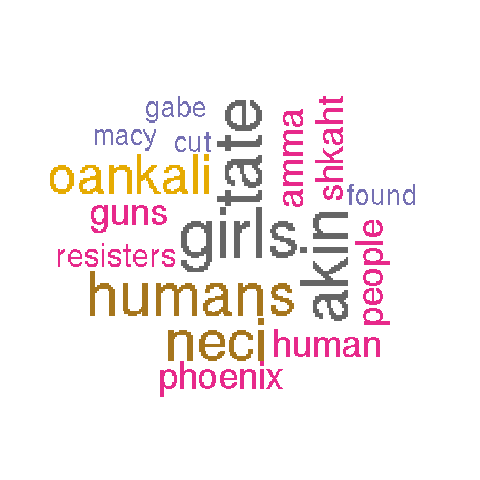 gabe
macy
cut
tate
amma
shkaht
oankali
found
guns
girls
akin
people
resisters
humans
neci
human
phoenix